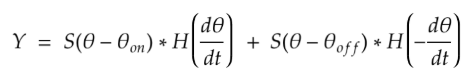 Y = S(θ − θ_on) * H(dθ/dt) + S(θ − θ_off) * H(−dθ/dt)